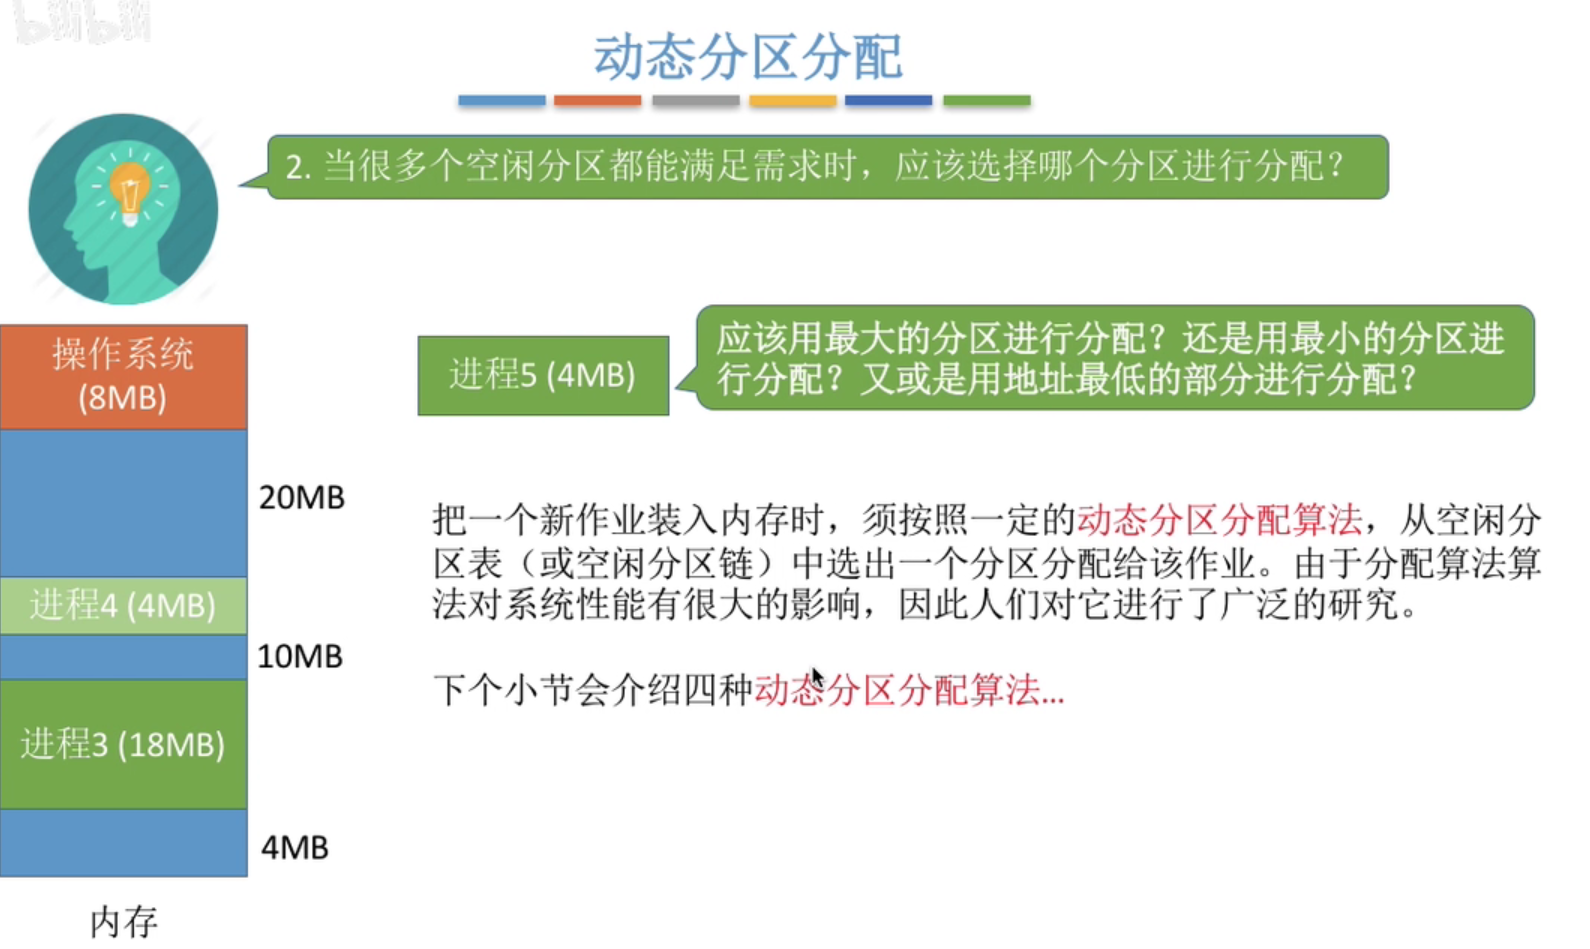 bilibili
动态分区分配
2. 当很多个空闲分区都能满足需求时，应该选择哪个分区进行分配？
操作系统
(8MB)
20MB
进程4 (4MB)
10MB
进程3 (18MB)
4MB
内存
进程5 (4MB)
应该用最大的分区进行分配？还是用最小的分区进
行分配？又或是用地址最低的部分进行分配？
把一个新作业装入内存时，须按照一定的动态分区分配算法，从空闲分
区表（或空闲分区链）中选出一个分区分配给该作业。由于分配算法算
法对系统性能有很大的影响，因此人们对它进行了广泛的研究。
下个小节会介绍四种动态分区分配算法...